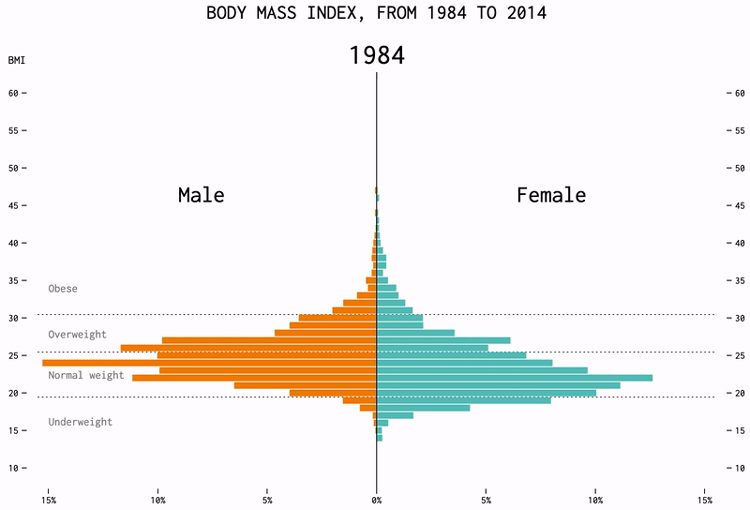 BODY MASS INDEX, FROM 1984 TO 2014
1984
BMI
60 60
55 55
50 50
Male Female
45 45
40 40
35 35
Obese
30 30
Overweight
25 25
Normal weight
20 20
Underweight
15 15
10 10
15% 10% 5% 0% 5% 10% 15%